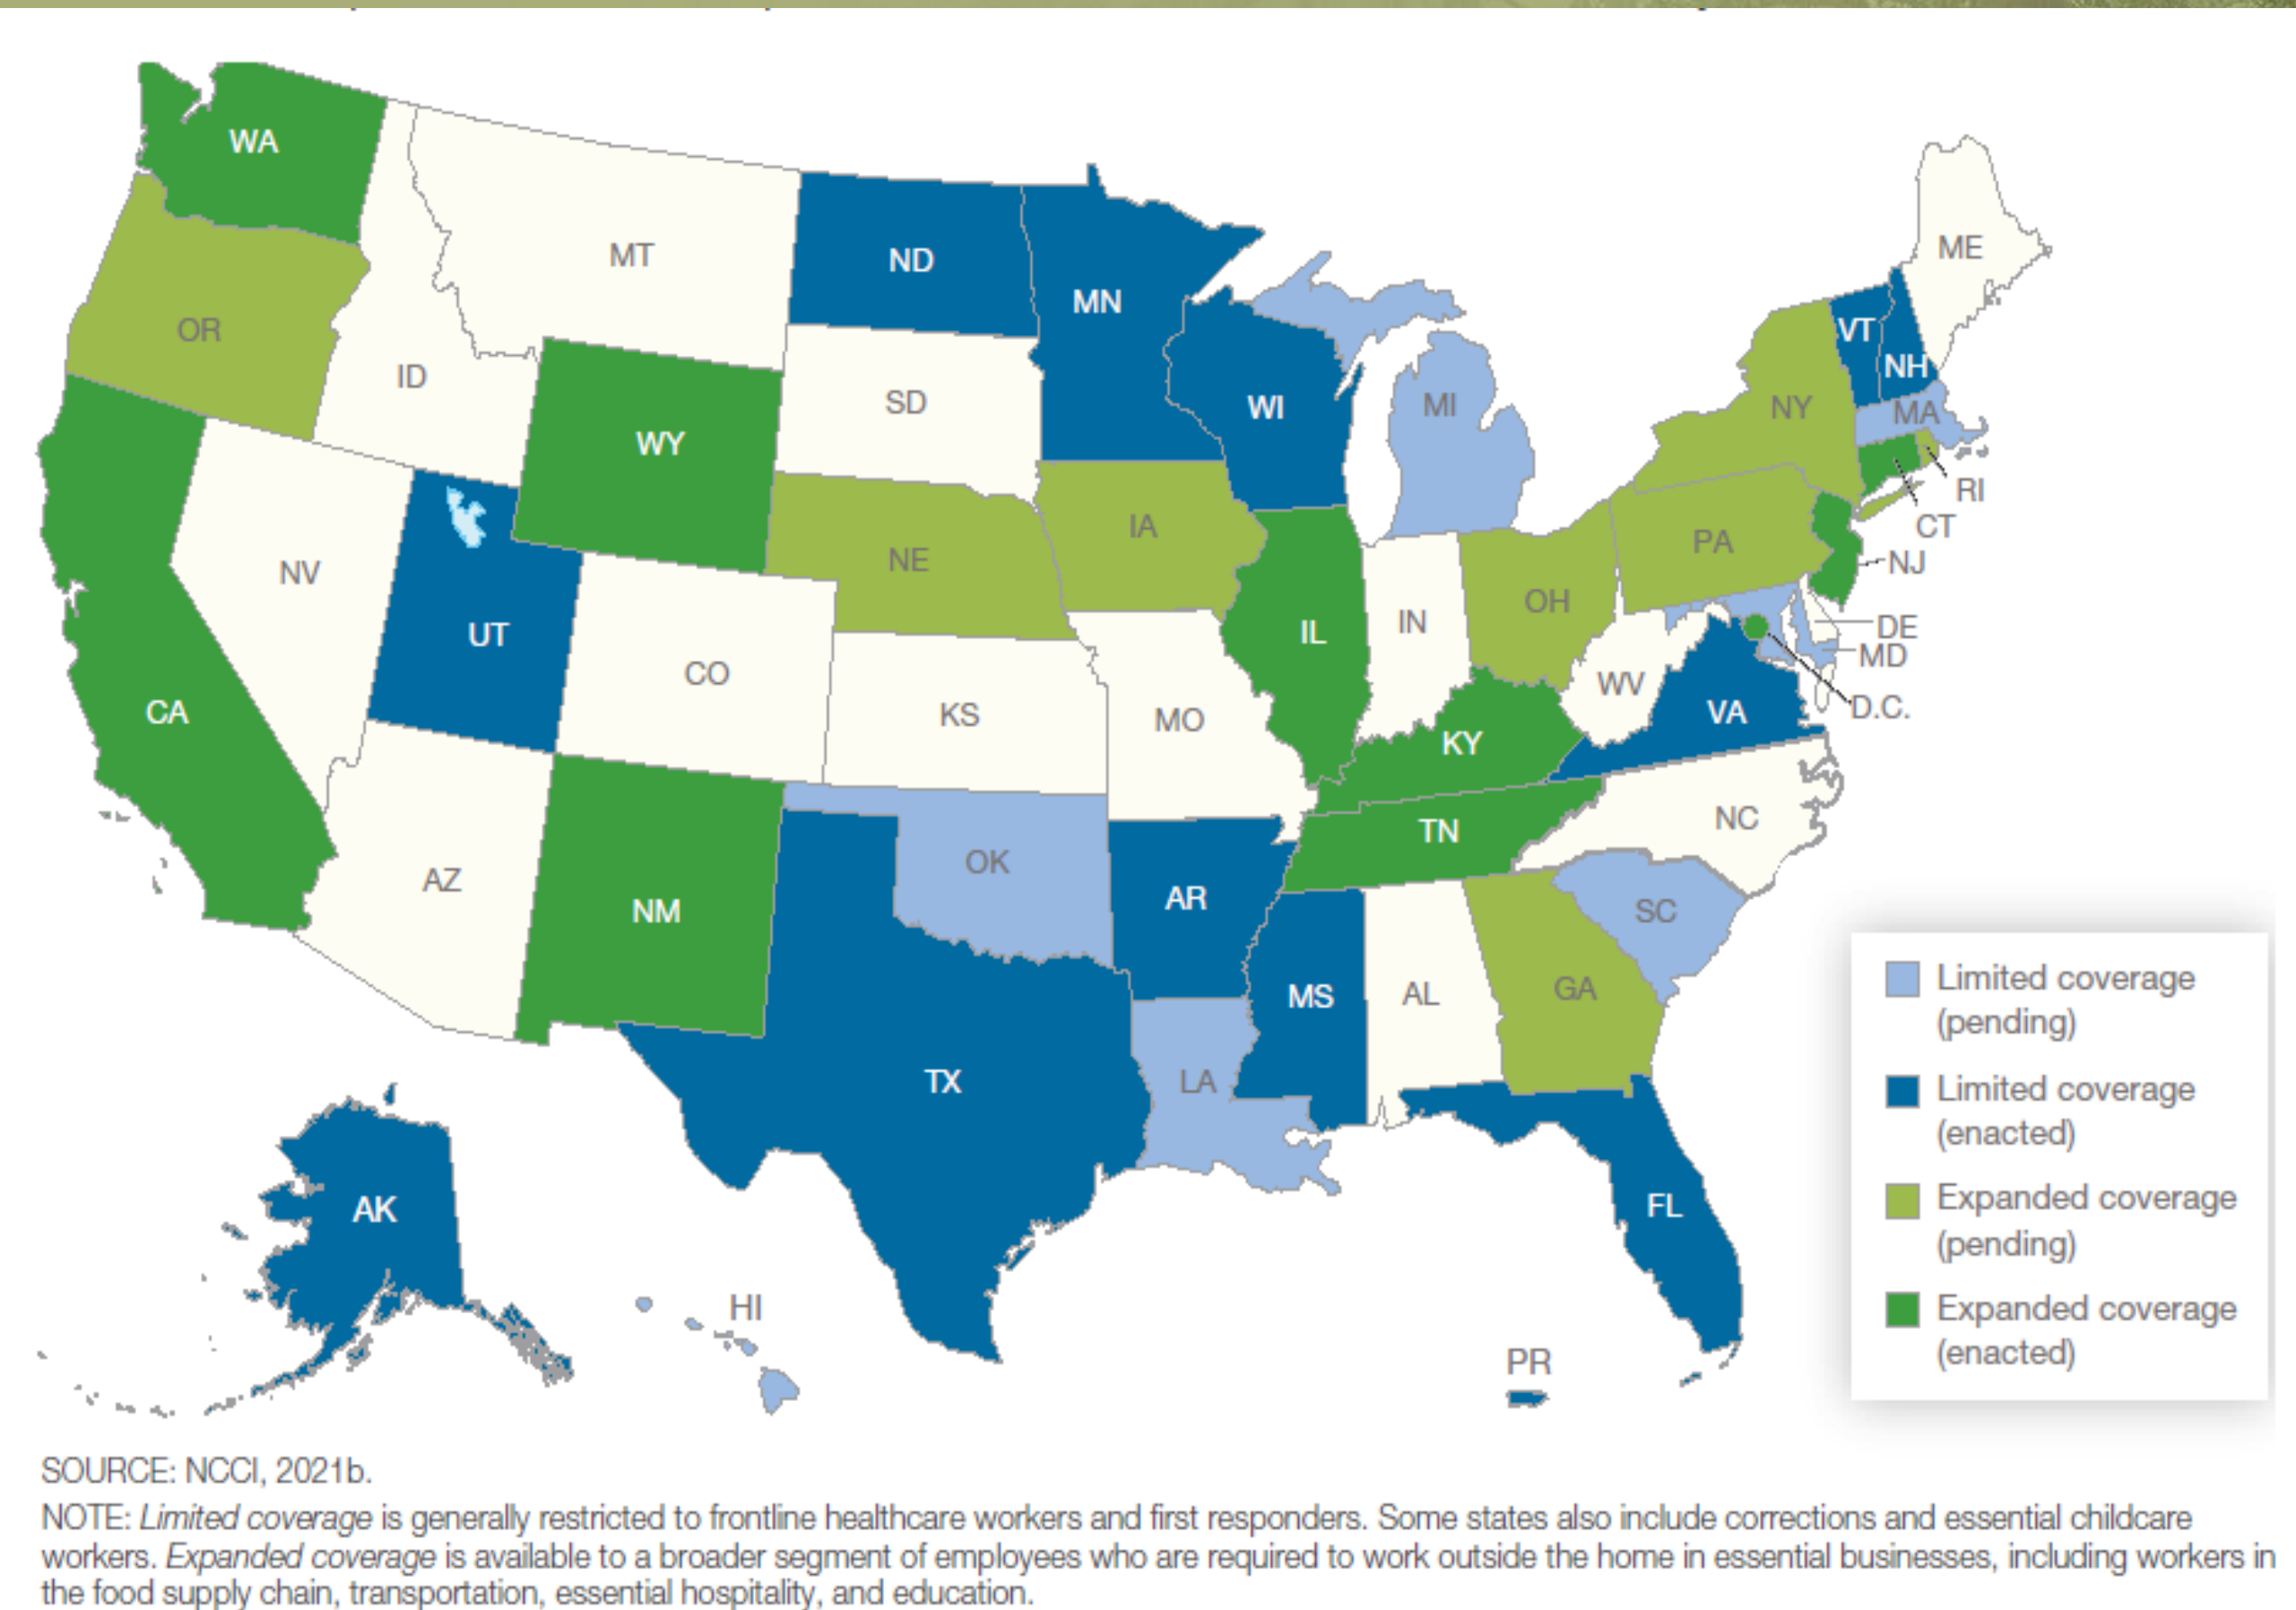 WA
MT
ND
MN
ME
OR
ID
SD
WI
MI
VT
NH
NY
MA
WY
RI
CT
NV
NE
IA
PA
NJ
UT
CO
IL
IN
OH
DE
MD
CA
KS
MO
WV
VA
D.C.
KY
NC
TN
AZ
NM
OK
AR
SC
MS
AL
GA
TX
LA
AK
FL
HI
PR
Limited coverage
(pending)
Limited coverage
(enacted)
Expanded coverage
(pending)
Expanded coverage
(enacted)
SOURCE: NCCI, 2021b.
NOTE: Limited coverage is generally restricted to frontline healthcare workers and first responders. Some states also include corrections and essential childcare
workers. Expanded coverage is available to a broader segment of employees who are required to work outside the home in essential businesses, including workers in
the food supply chain, transportation, essential hospitality, and education.